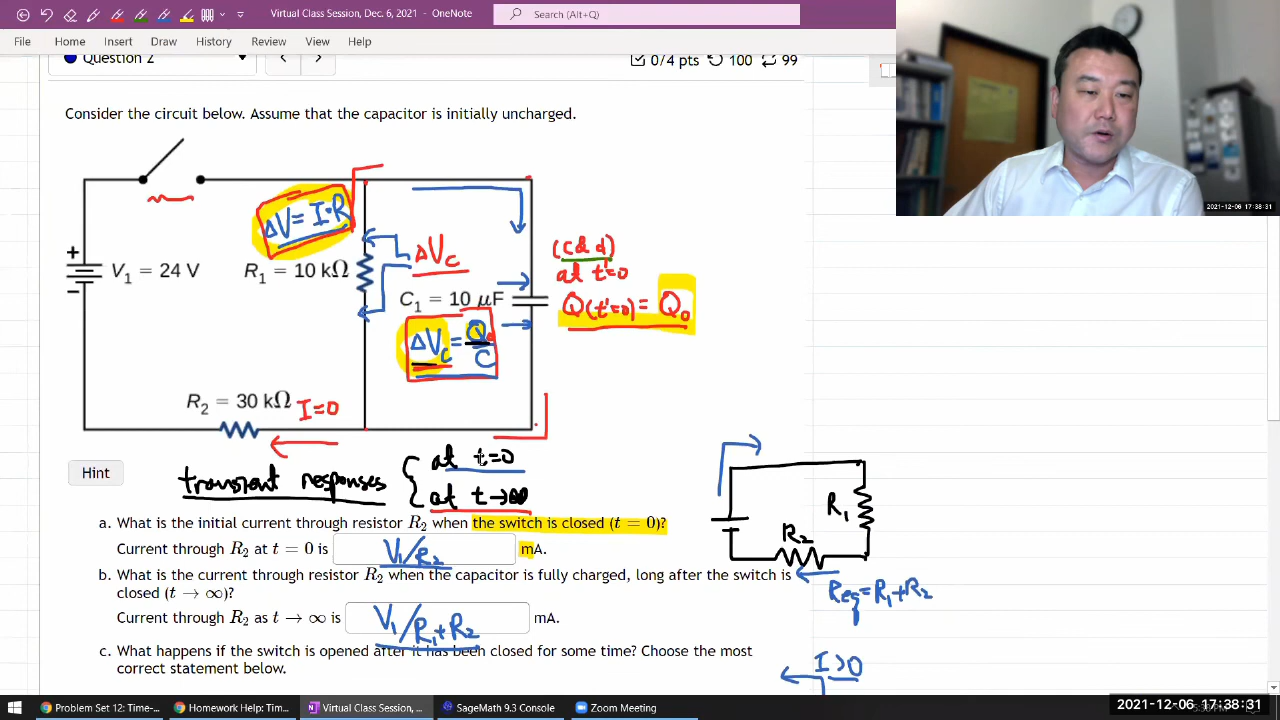 Virtual Class Session, Dec. 6, 2021 - OneNote
Search (Alt+Q)
File Home Insert Draw History Review View Help
Question 2
0/4 pts 100 99
Consider the circuit below. Assume that the capacitor is initially uncharged.
ΔV = I·R
V₁ = 24 V
R₁ = 10 kΩ
ΔVc
C₁ = 10 μF
(c & d)
at t'=0
Q(t'=0) = Q₀
ΔVc = Q₀/C
R₂ = 30 kΩ
I=0
Hint
transient responses { at t=0
at t→∞
a. What is the initial current through resistor R₂ when the switch is closed (t = 0)?
Current through R₂ at t = 0 is V₁/R₂ mA.
b. What is the current through resistor R₂ when the capacitor is fully charged, long after the switch is
closed (t → ∞)?
Current through R₂ as t → ∞ is V₁/R₁+R₂ mA.
c. What happens if the switch is opened after it has been closed for some time? Choose the most
correct statement below.
R₁
R₂
Req = R₁+R₂
I>0
2021-12-06 17:38:31
Problem Set 12: Time-... Homework Help: Time-... Virtual Class Session,... SageMath 9.3 Console Zoom Meeting
2021-12-06 17:38:31